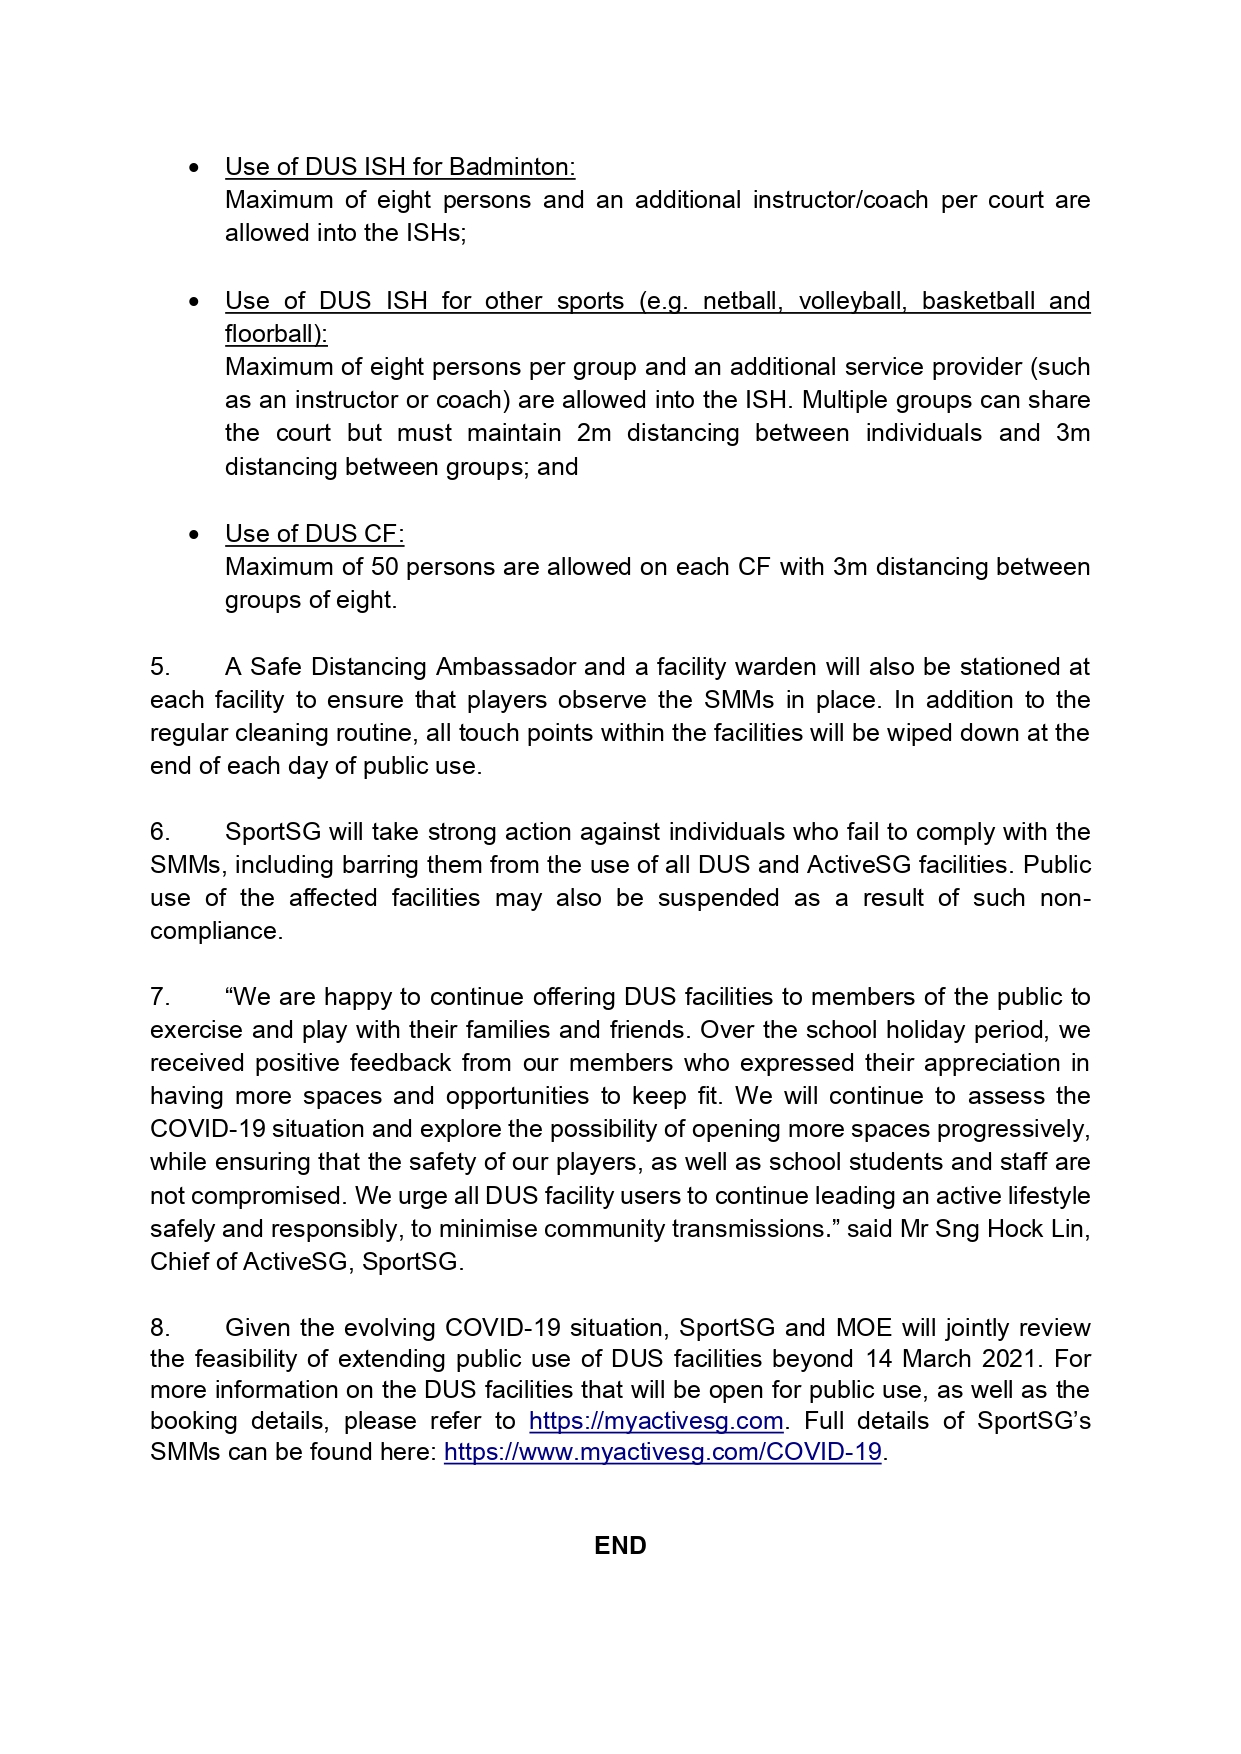 • Use of DUS ISH for Badminton:
Maximum of eight persons and an additional instructor/coach per court are
allowed into the ISHs;
• Use of DUS ISH for other sports (e.g. netball, volleyball, basketball and
floorball):
Maximum of eight persons per group and an additional service provider (such
as an instructor or coach) are allowed into the ISH. Multiple groups can share
the court but must maintain 2m distancing between individuals and 3m
distancing between groups; and
• Use of DUS CF:
Maximum of 50 persons are allowed on each CF with 3m distancing between
groups of eight.
5. A Safe Distancing Ambassador and a facility warden will also be stationed at
each facility to ensure that players observe the SMMs in place. In addition to the
regular cleaning routine, all touch points within the facilities will be wiped down at the
end of each day of public use.
6. SportSG will take strong action against individuals who fail to comply with the
SMMs, including barring them from the use of all DUS and ActiveSG facilities. Public
use of the affected facilities may also be suspended as a result of such non-
compliance.
7. “We are happy to continue offering DUS facilities to members of the public to
exercise and play with their families and friends. Over the school holiday period, we
received positive feedback from our members who expressed their appreciation in
having more spaces and opportunities to keep fit. We will continue to assess the
COVID-19 situation and explore the possibility of opening more spaces progressively,
while ensuring that the safety of our players, as well as school students and staff are
not compromised. We urge all DUS facility users to continue leading an active lifestyle
safely and responsibly, to minimise community transmissions.” said Mr Sng Hock Lin,
Chief of ActiveSG, SportSG.
8. Given the evolving COVID-19 situation, SportSG and MOE will jointly review
the feasibility of extending public use of DUS facilities beyond 14 March 2021. For
more information on the DUS facilities that will be open for public use, as well as the
booking details, please refer to https://myactivesg.com. Full details of SportSG’s
SMMs can be found here: https://www.myactivesg.com/COVID-19.
END